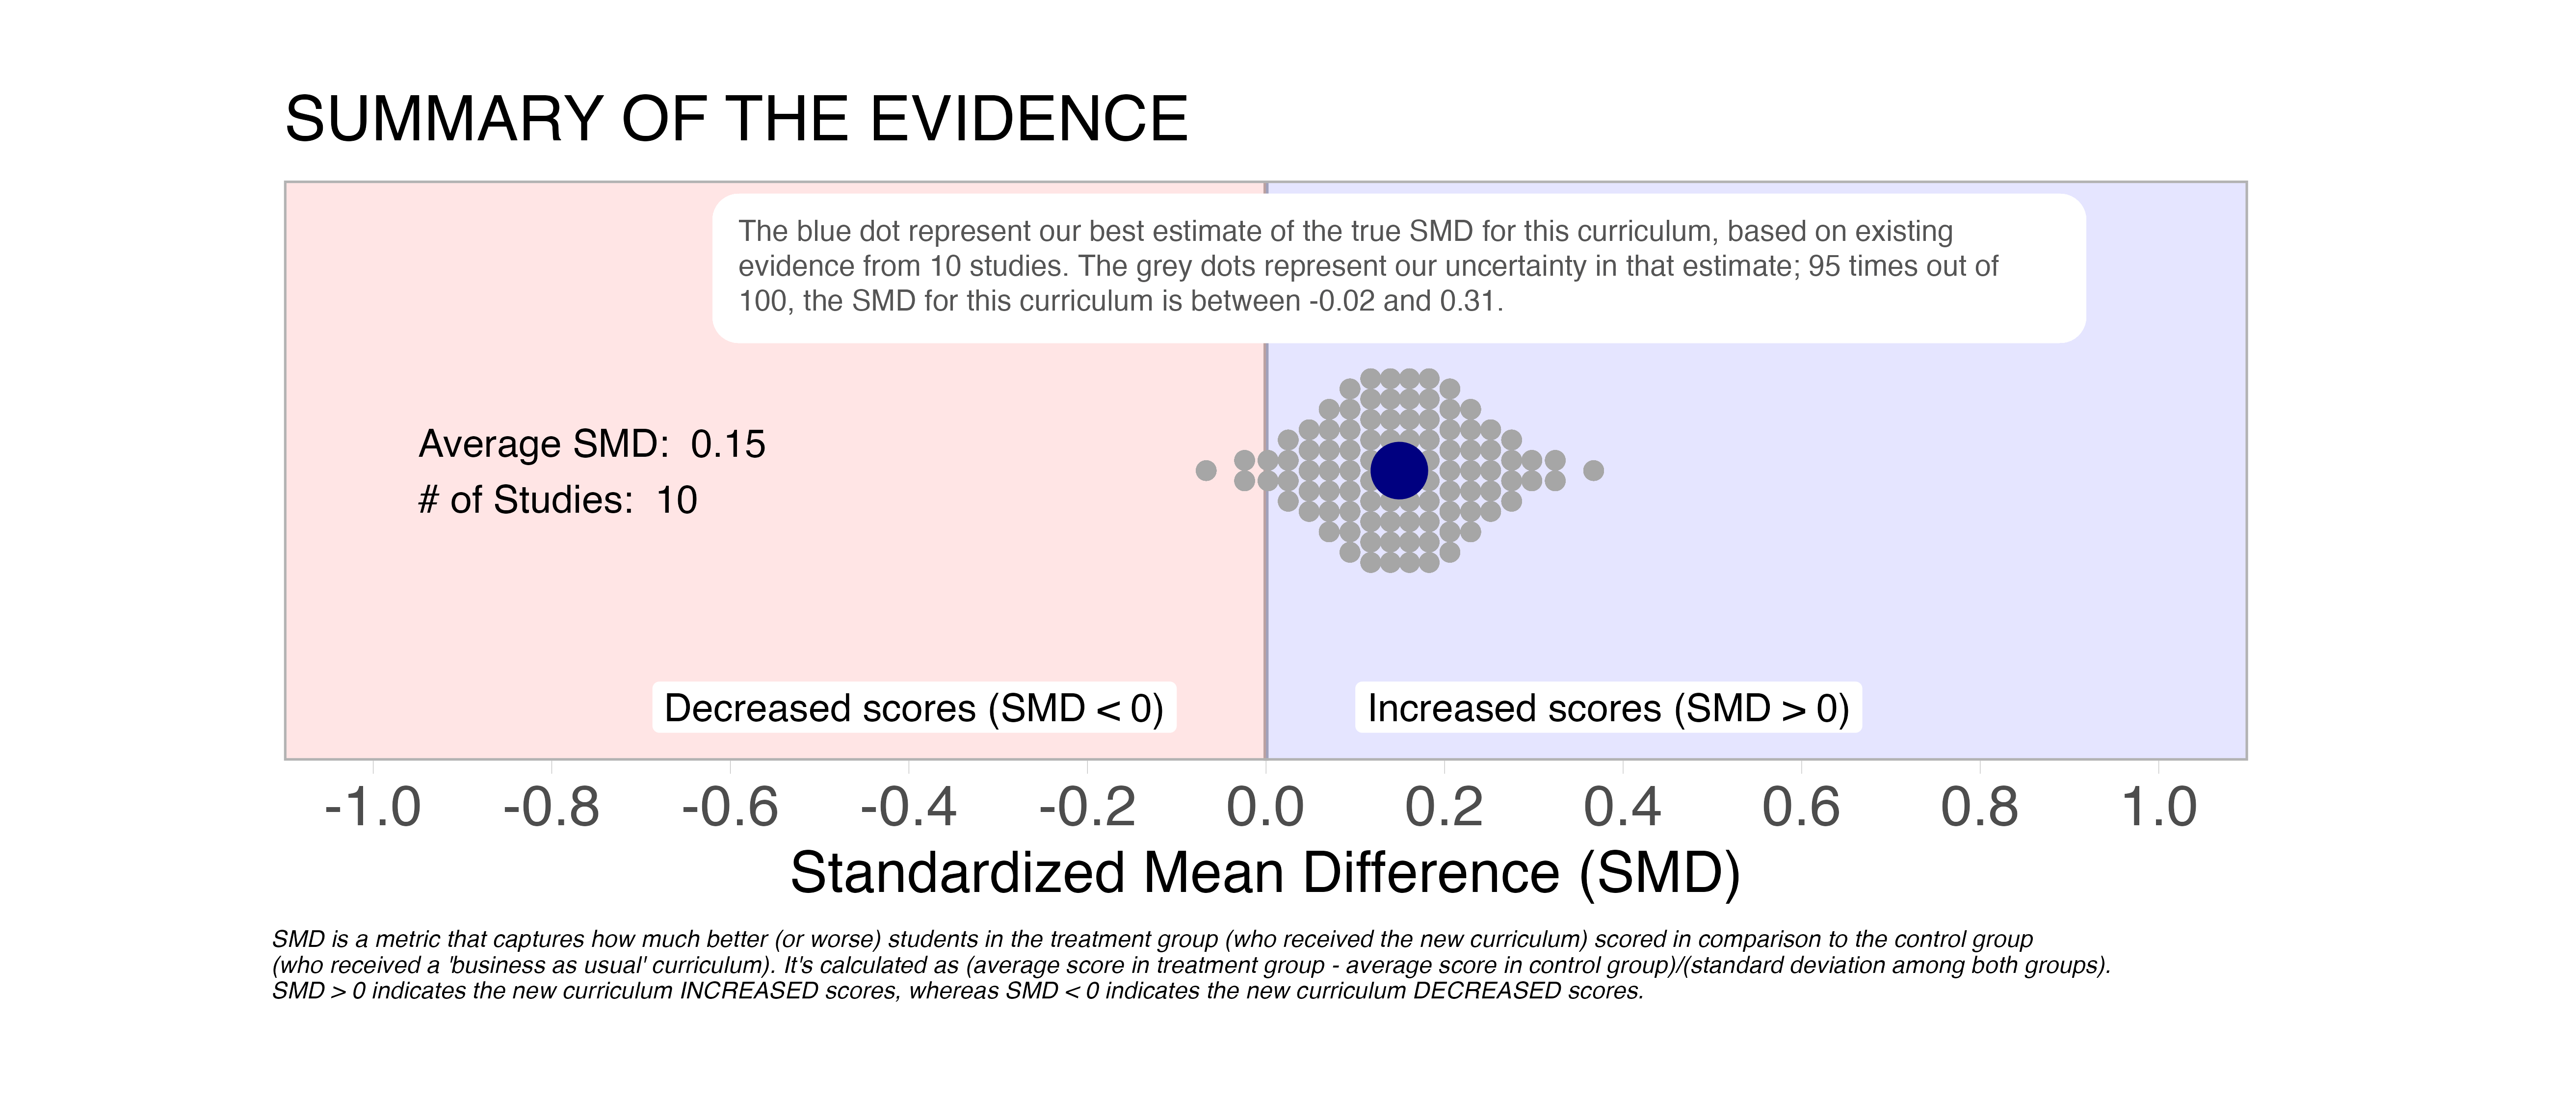 SUMMARY OF THE EVIDENCE
The blue dot represent our best estimate of the true SMD for this curriculum, based on existing
evidence from 10 studies. The grey dots represent our uncertainty in that estimate; 95 times out of
100, the SMD for this curriculum is between -0.02 and 0.31.
Average SMD: 0.15
# of Studies: 10
Decreased scores (SMD < 0) Increased scores (SMD > 0)
-1.0 -0.8 -0.6 -0.4 -0.2 0.0 0.2 0.4 0.6 0.8 1.0
Standardized Mean Difference (SMD)
SMD is a metric that captures how much better (or worse) students in the treatment group (who received the new curriculum) scored in comparison to the control group
(who received a 'business as usual' curriculum). It's calculated as (average score in treatment group - average score in control group)/(standard deviation among both groups).
SMD > 0 indicates the new curriculum INCREASED scores, whereas SMD < 0 indicates the new curriculum DECREASED scores.